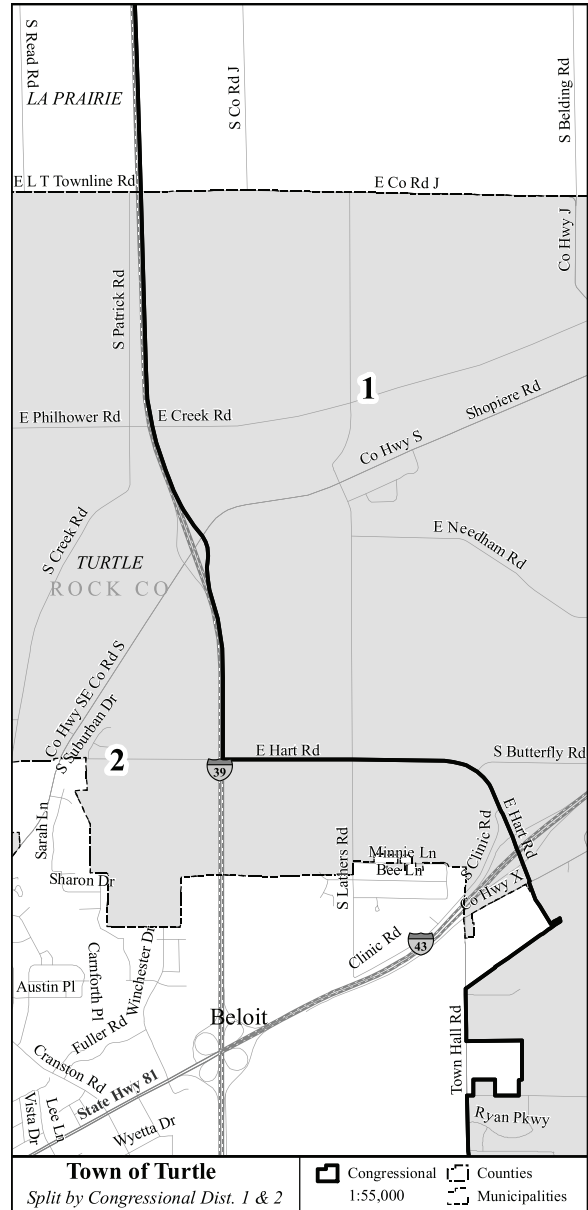 S Read Rd
LA PRAIRIE
S Co Rd J
S Belding Rd
E L T Townline Rd
E Co Rd J
Co Hwy J
S Patrick Rd
1
Shopiere Rd
E Philhower Rd
E Creek Rd
Co Hwy S
S Creek Rd
E Needham Rd
TURTLE
ROCK CO
Co Hwy SE Co Rd S
S Suburban Dr
2
E Hart Rd
S Butterfly Rd
39
Sarah Ln
S Lathers Rd
Minnie Ln
Bee Ln
S Clinic Rd
E Hart Rd
Sharon Dr
Co Hwy X
Clinic Rd
43
Carnforth Pl
Winchester Dr
Austin Pl
Beloit
Fuller Rd
Cranston Rd
Town Hall Rd
State Hwy 81
Vista Dr
Lee Ln
Wyetta Dr
Ryan Pkwy
Town of Turtle
Split by Congressional Dist. 1 & 2
Congressional
1:55,000
Counties
Municipalities